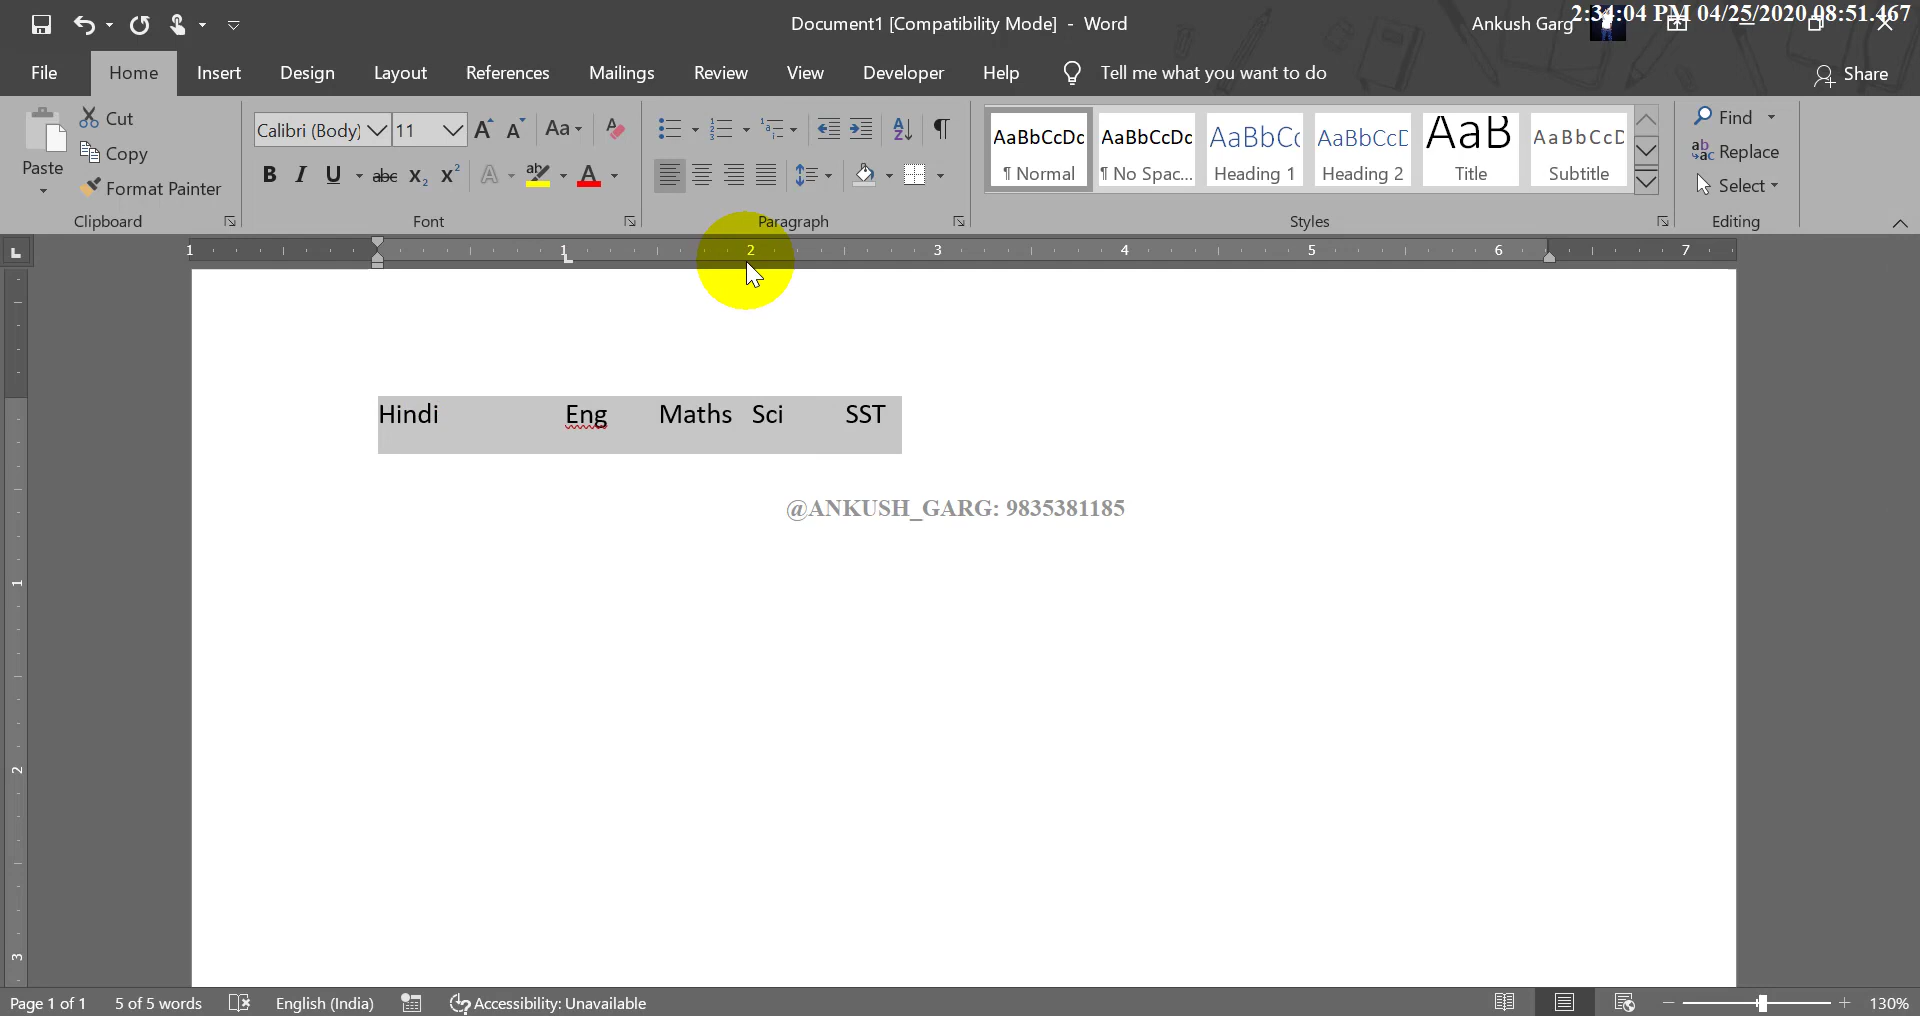 Document1 [Compatibility Mode] - Word
Ankush Garg
2:34:04 PM 04/25/2020 08:51.467
File Home Insert Design Layout References Mailings Review View Developer Help Tell me what you want to do Share
Paste
Cut
Copy
Format Painter
Clipboard
Calibri (Body) 11
Aa
B I U abc X₂ X²
A ab A
Font
Paragraph
AaBbCcDc AaBbCcDc AaBbCc AaBbCcD AaB AaBbCcD
¶ Normal ¶ No Spac... Heading 1 Heading 2 Title Subtitle
Styles
Find
Replace
Select
Editing
1 1 2 3 4 5 6 7
Hindi Eng Maths Sci SST
@ANKUSH_GARG: 9835381185
1
2
3
Page 1 of 1 5 of 5 words English (India) Accessibility: Unavailable 130%